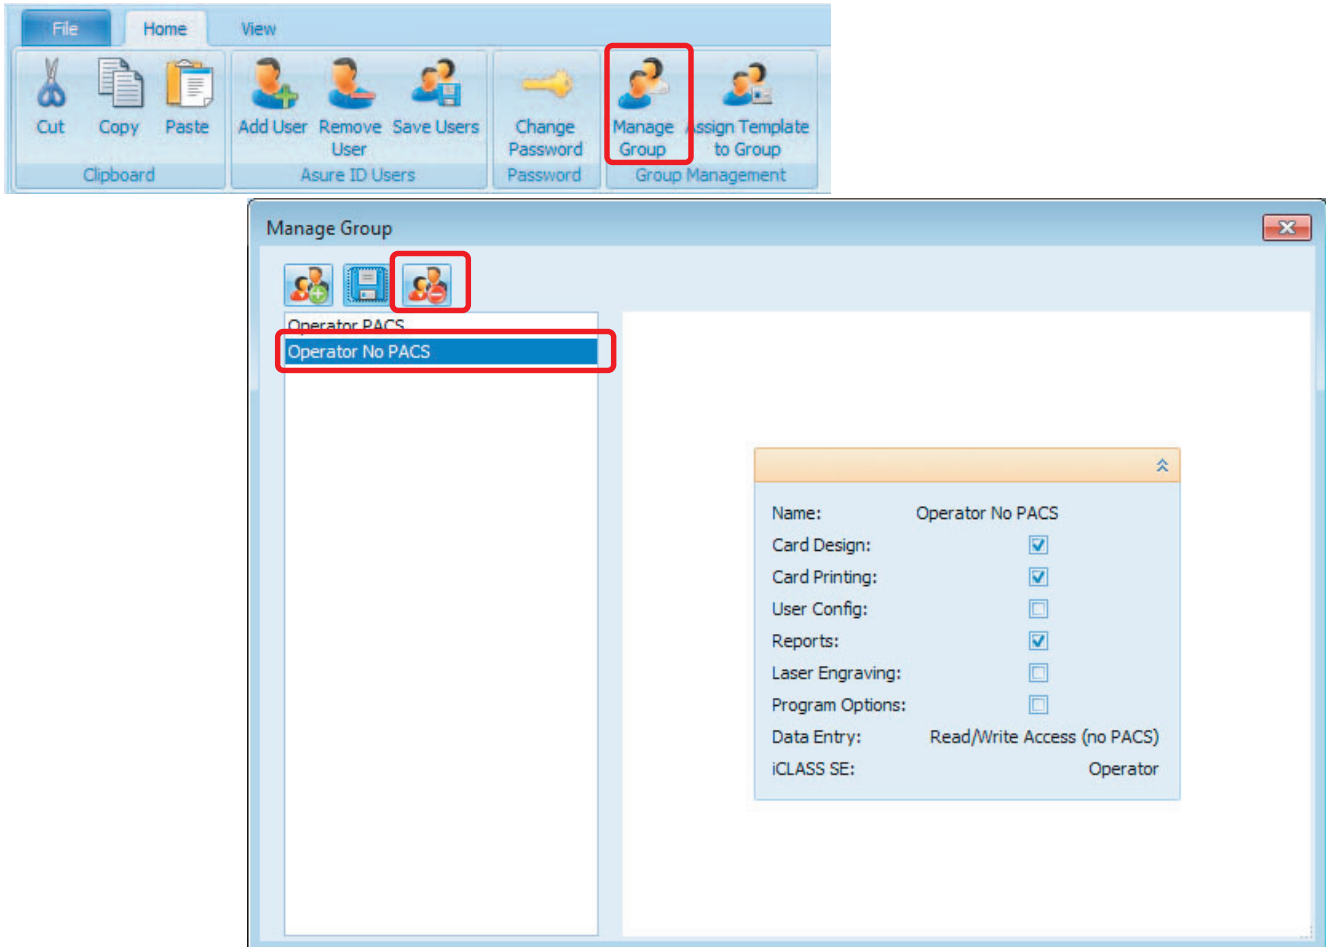 File Home View
Cut Copy Paste Add User Remove User Save Users Change Password Manage Group Assign Template to Group
Clipboard Asure ID Users Password Group Management
Manage Group
Operator PACS
Operator No PACS
Name: Operator No PACS
Card Design:
Card Printing:
User Config:
Reports:
Laser Engraving:
Program Options:
Data Entry: Read/Write Access (no PACS)
iCLASS SE: Operator